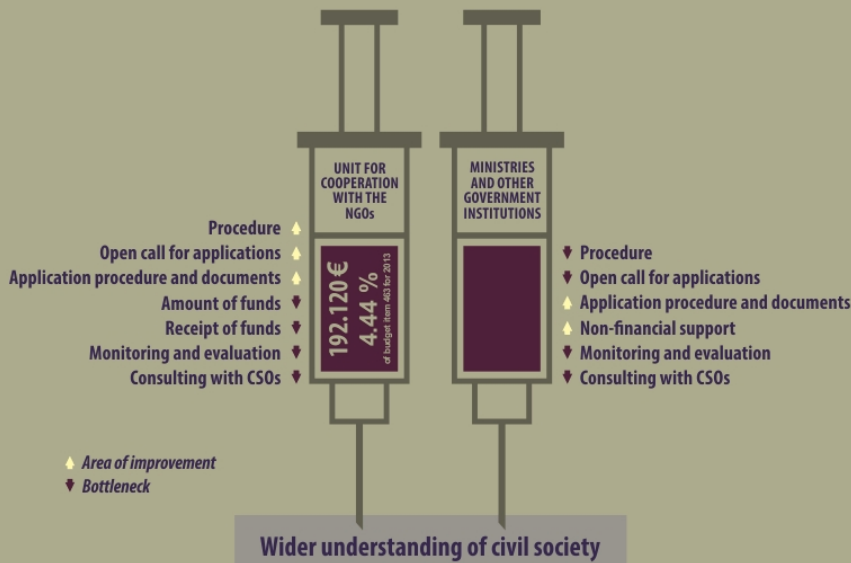 UNIT FOR
COOPERATION
WITH THE
NGOs
Procedure
Open call for applications
Application procedure and documents
Amount of funds
Receipt of funds
Monitoring and evaluation
Consulting with CSOs
192.120 €
4.44 %
of budget item 463 for 2013
MINISTRIES
AND OTHER
GOVERNMENT
INSTITUTIONS
Procedure
Open call for applications
Application procedure and documents
Non-financial support
Monitoring and evaluation
Consulting with CSOs
Area of improvement
Bottleneck
Wider understanding of civil society